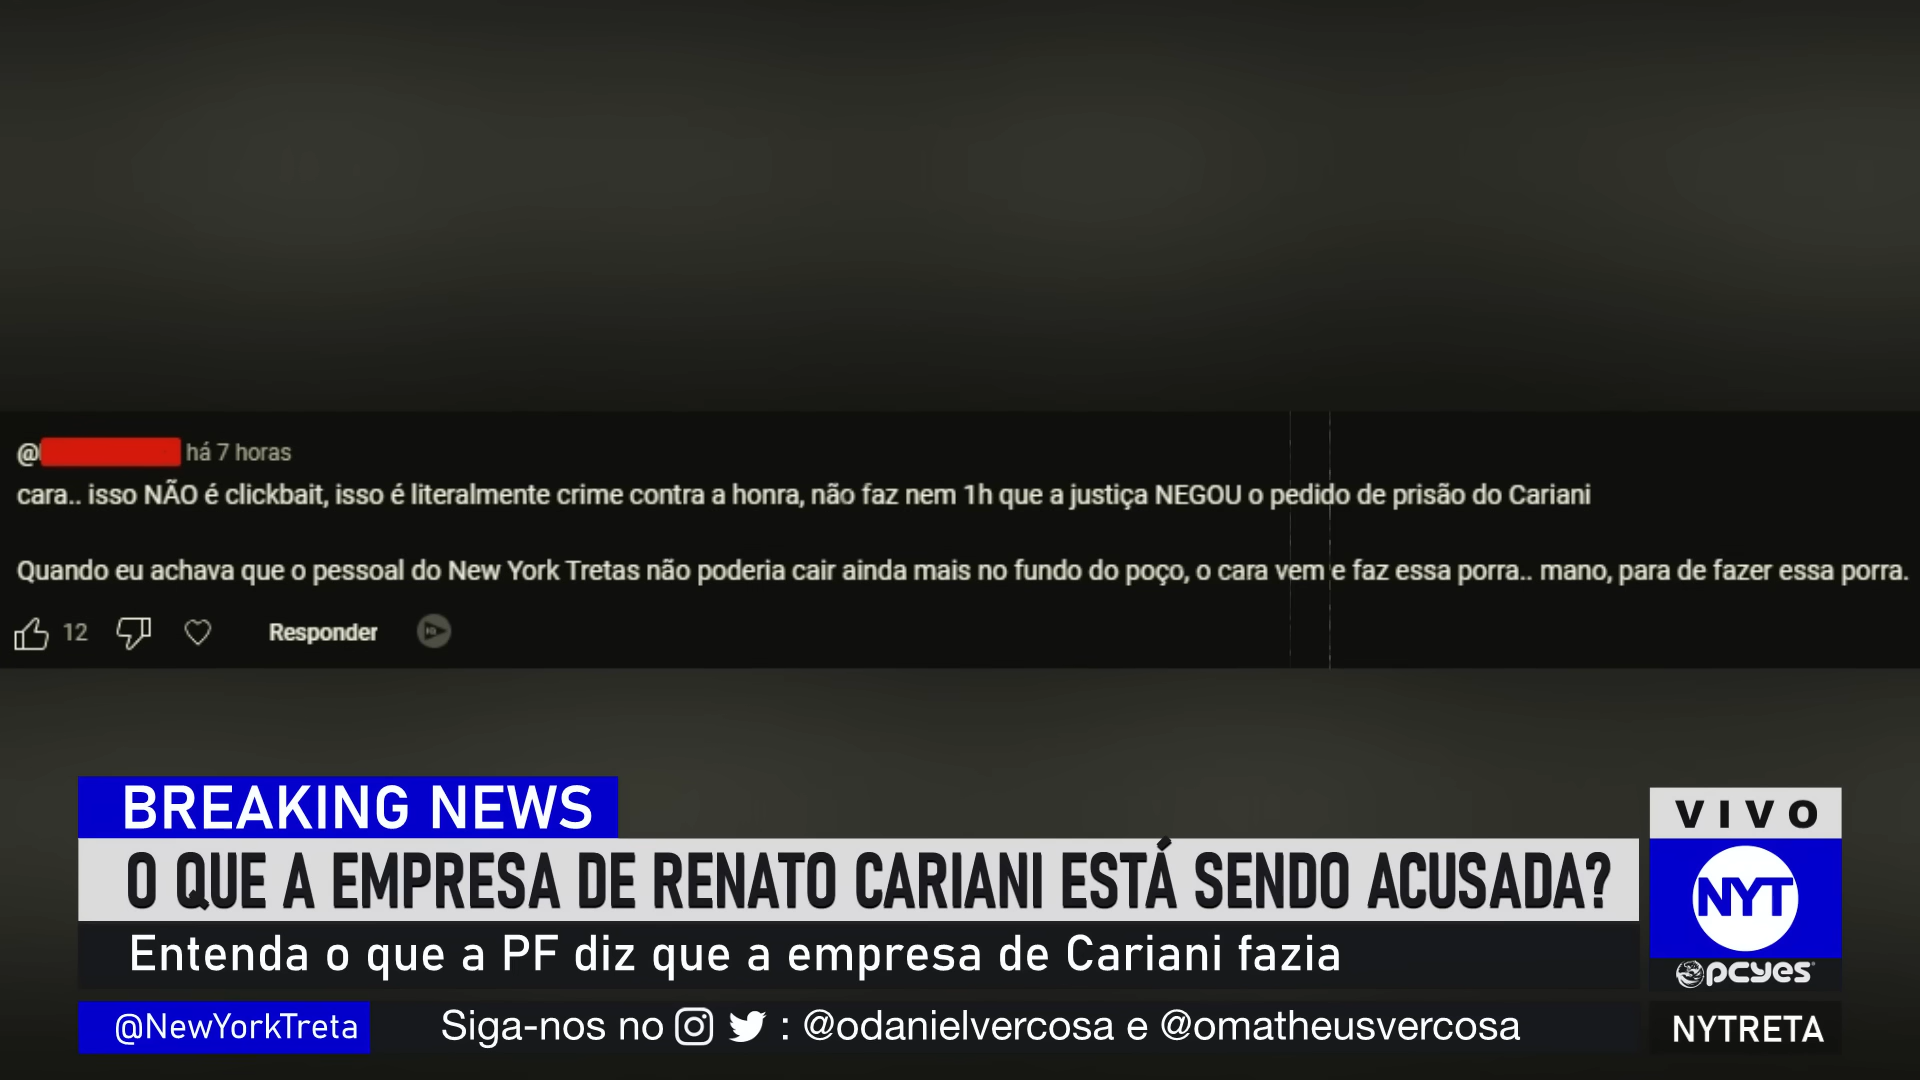 @ há 7 horas
cara.. isso NÃO é clickbait, isso é literalmente crime contra a honra, não faz nem 1h que a justiça NEGOU o pedido de prisão do Cariani
Quando eu achava que o pessoal do New York Tretas não poderia cair ainda mais no fundo do poço, o cara vem e faz essa porra.. mano, para de fazer essa porra.
12 Responder
BREAKING NEWS
O QUE A EMPRESA DE RENATO CARIANI ESTÁ SENDO ACUSADA?
Entenda o que a PF diz que a empresa de Cariani fazia
@NewYorkTreta
Siga-nos no : @odanielvercosa e @omatheusvercosa
VIVO
NYT
pcyes
NYTRETA